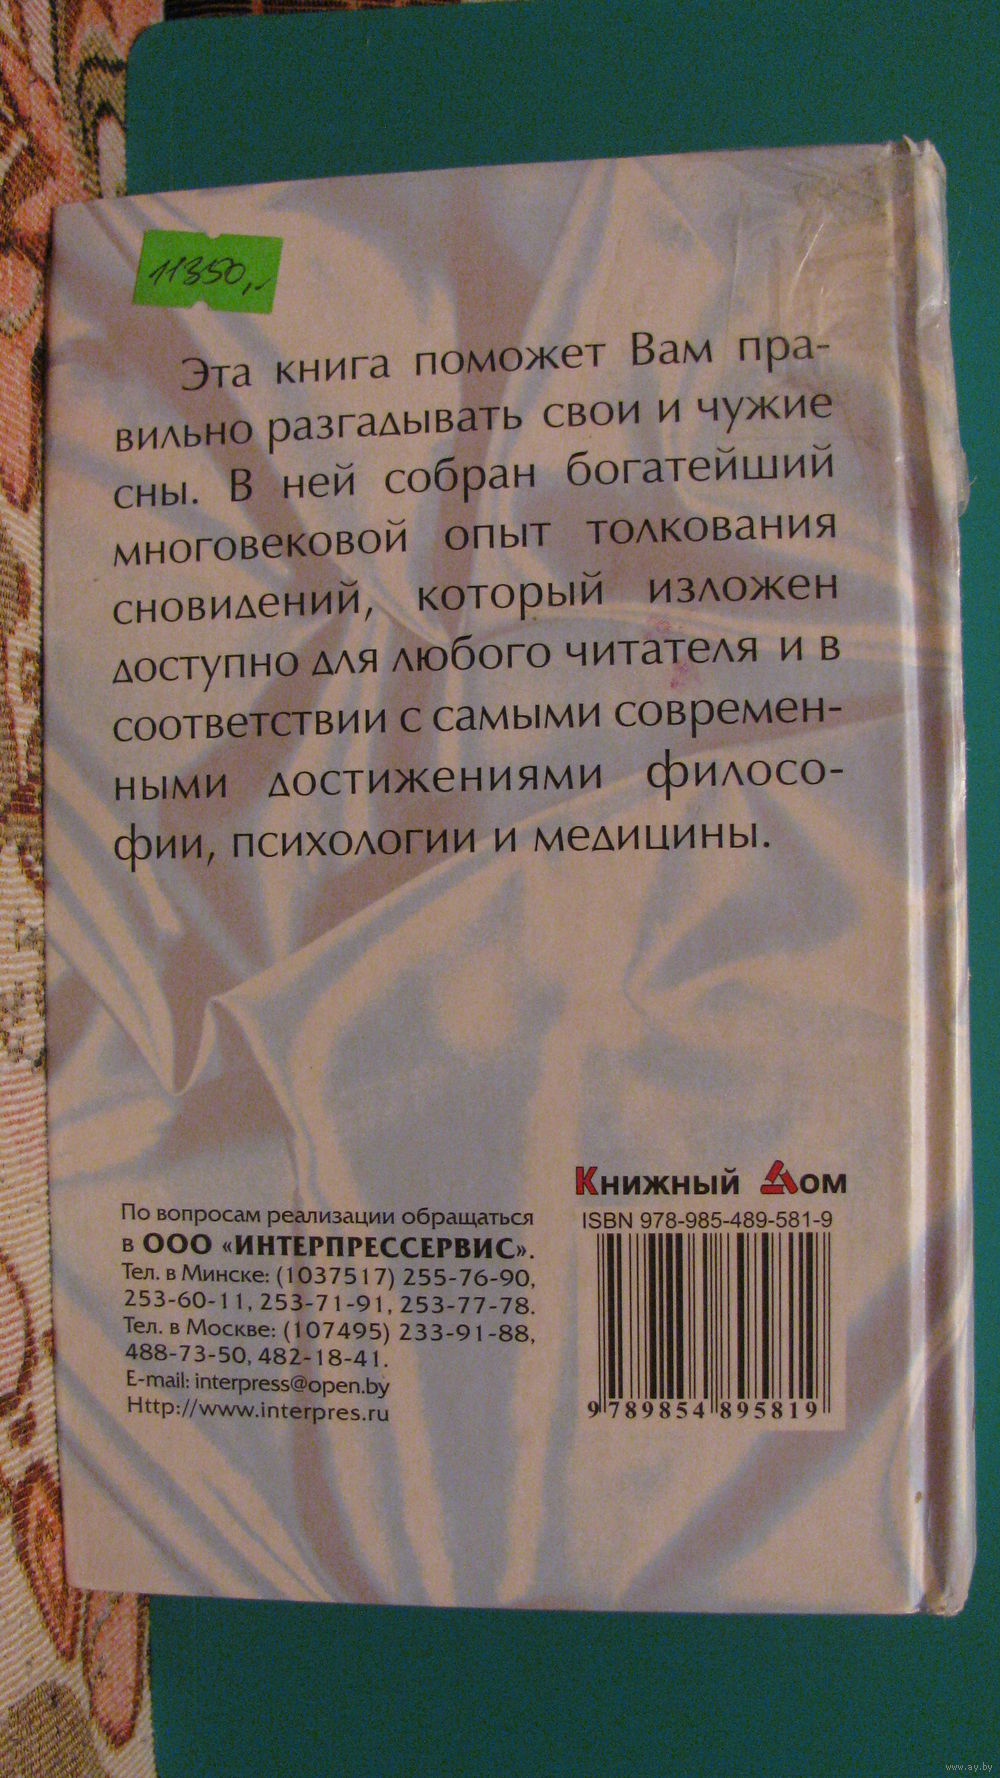 11350,-
Эта книга поможет Вам пра-
вильно разгадывать свои и чужие
сны. В ней собран богатейший
многовековой опыт толкования
сновидений, который изложен
доступно для любого читателя и в
соответствии с самыми современ-
ными достижениями филосо-
фии, психологии и медицины.
Книжный Дом
ISBN 978-985-489-581-9
9 789854 895819
По вопросам реализации обращаться
в ООО «ИНТЕРПРЕССЕРВИС».
Тел. в Минске: (1037517) 255-76-90,
253-60-11, 253-71-91, 253-77-78.
Тел. в Москве: (107495) 233-91-88,
488-73-50, 482-18-41.
E-mail: interpress@open.by
Http://www.interpres.ru
www.ay.by